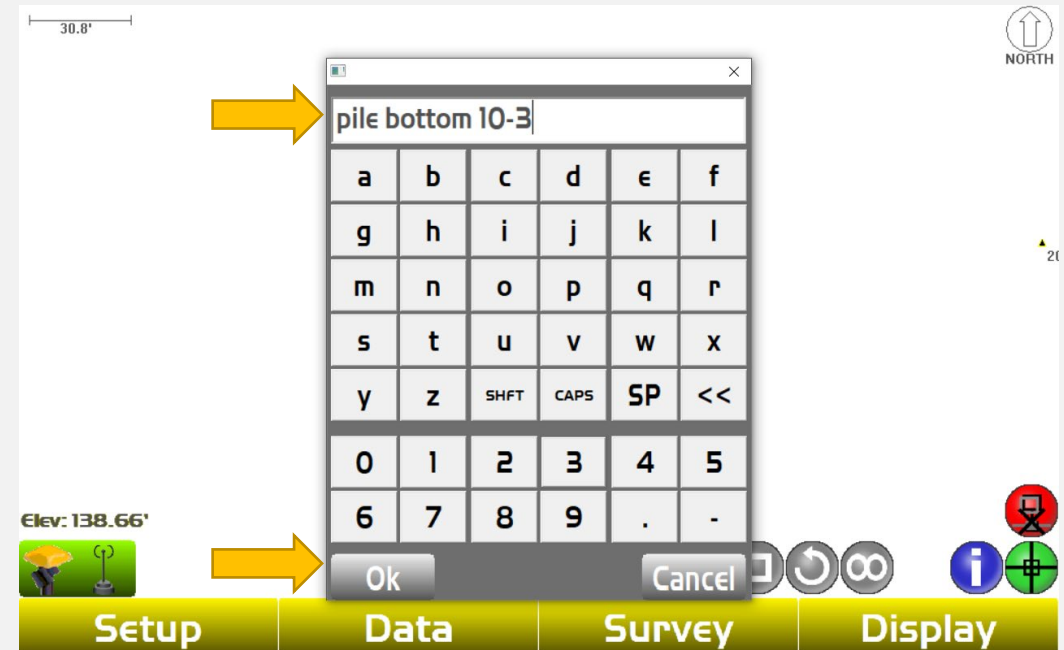 30.8'
NORTH
pile bottom 10-3
a b c d e f
g h i j k l
m n o p q r
s t u v w x
y z SHFT CAPS SP <<
0 1 2 3 4 5
6 7 8 9 . -
20
Elev: 138.66'
Ok Cancel
i
Setup Data Survey Display